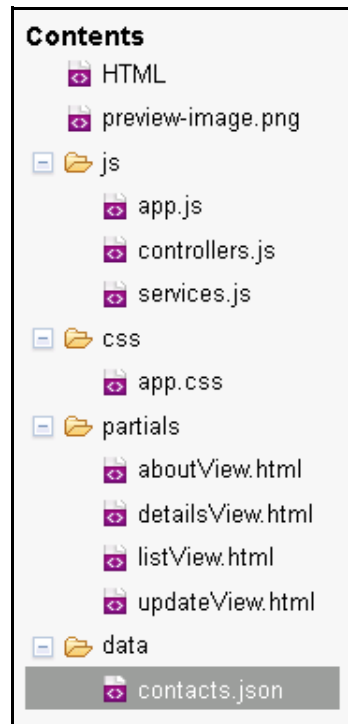 Contents
HTML
preview-image.png
js
app.js
controllers.js
services.js
css
app.css
partials
aboutView.html
detailsView.html
listView.html
updateView.html
data
contacts.json